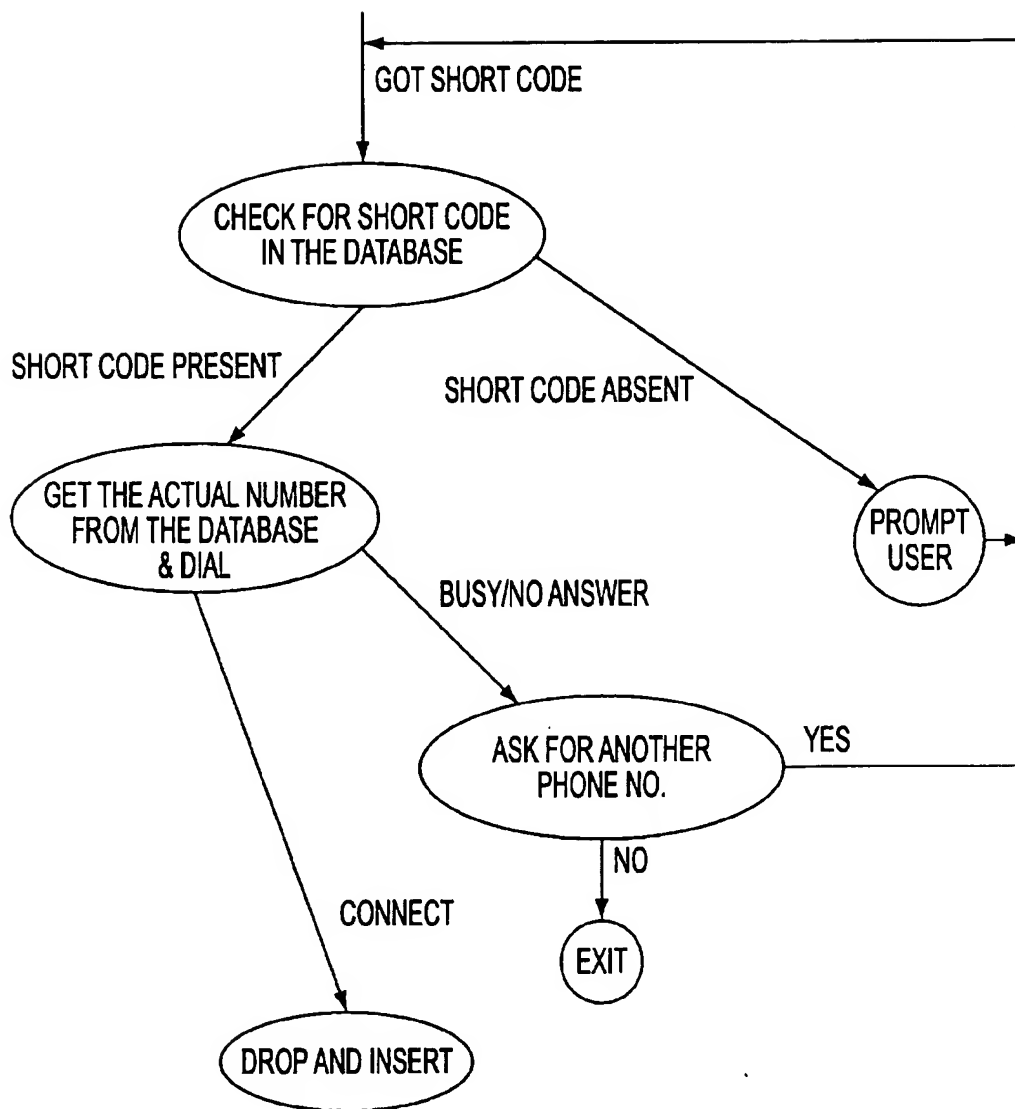 GOT SHORT CODE
CHECK FOR SHORT CODE
IN THE DATABASE
SHORT CODE PRESENT
SHORT CODE ABSENT
GET THE ACTUAL NUMBER
FROM THE DATABASE
& DIAL
PROMPT
USER
BUSY/NO ANSWER
ASK FOR ANOTHER
PHONE NO.
YES
NO
CONNECT
EXIT
DROP AND INSERT